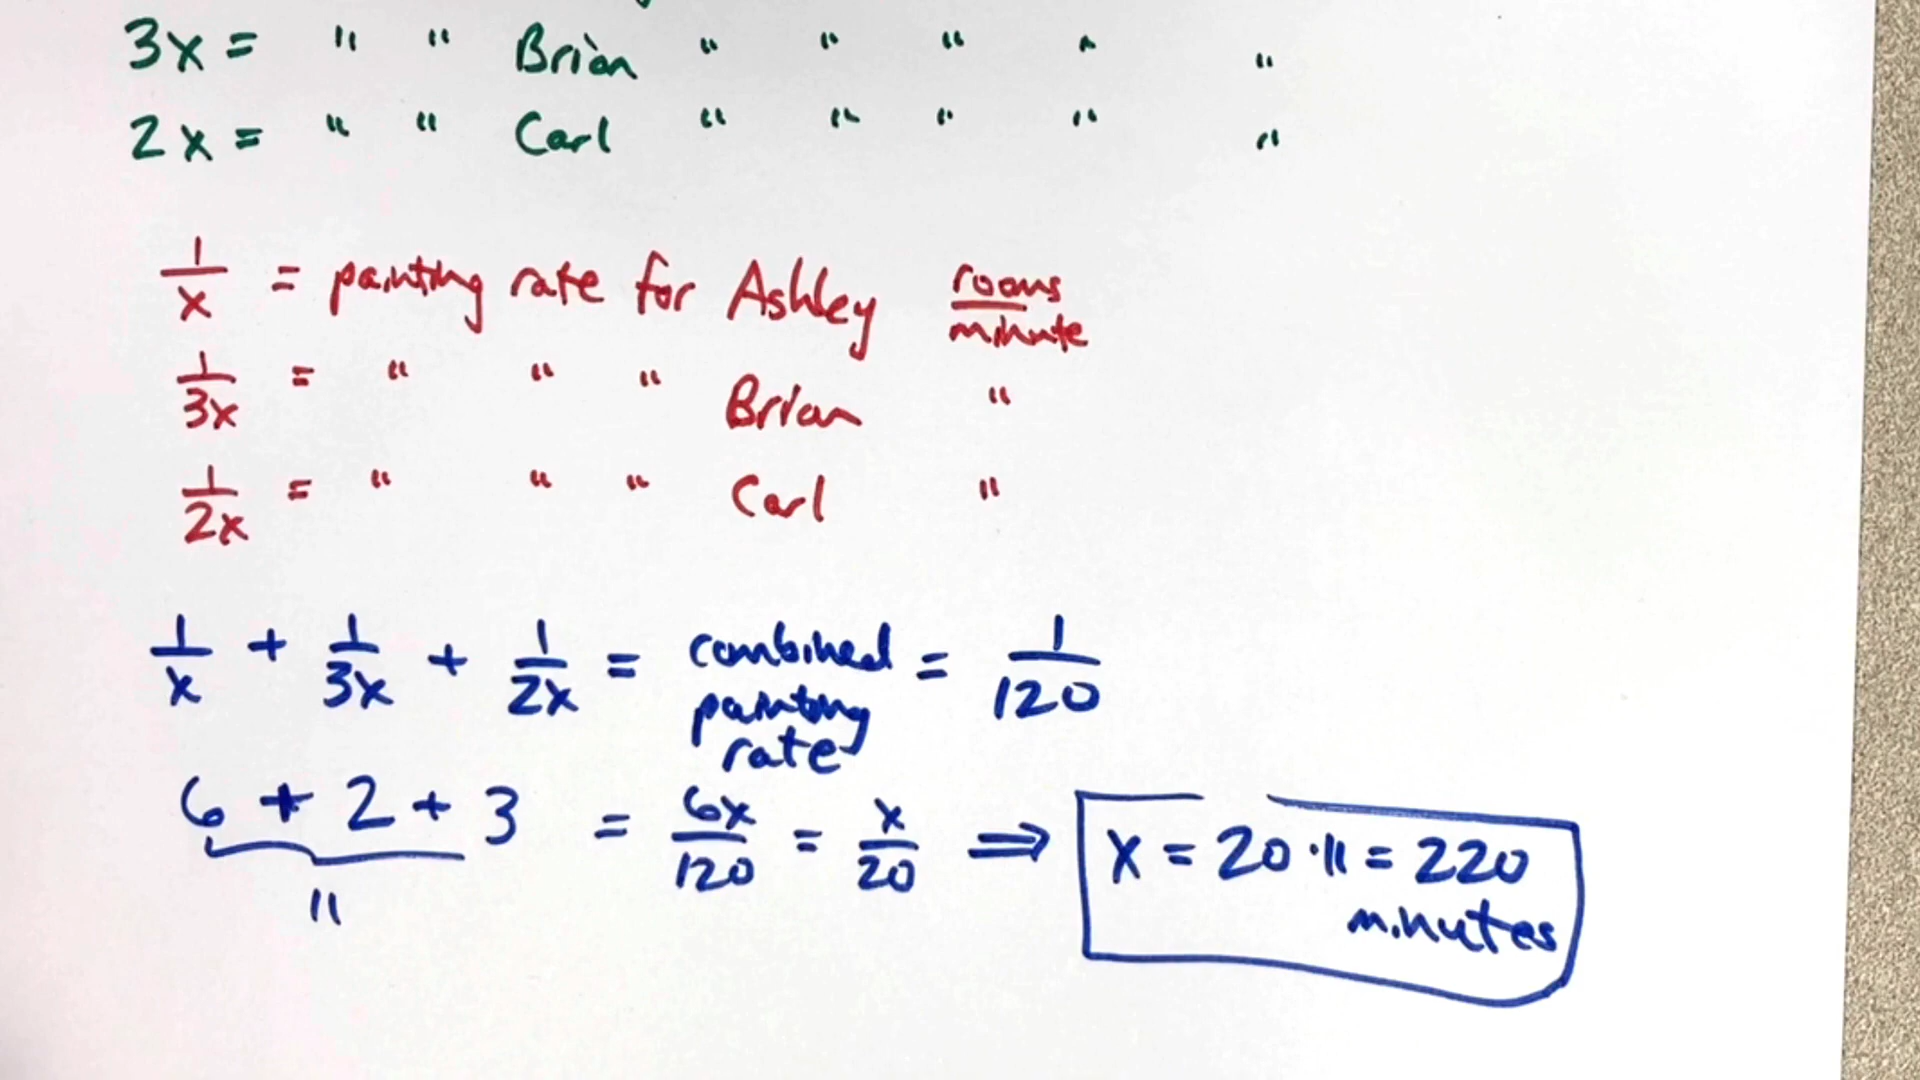 3x = " " Brian " " " " "
2x = " " Carl " " " " "
1/x = painting rate for Ashley rooms/minute
1/3x = " " " Brian "
1/2x = " " " Carl "
1/x + 1/3x + 1/2x = combined painting rate = 1/120
6 + 2 + 3 = 6x/120 = x/20 ⇒ x = 20·11 = 220 minutes
11